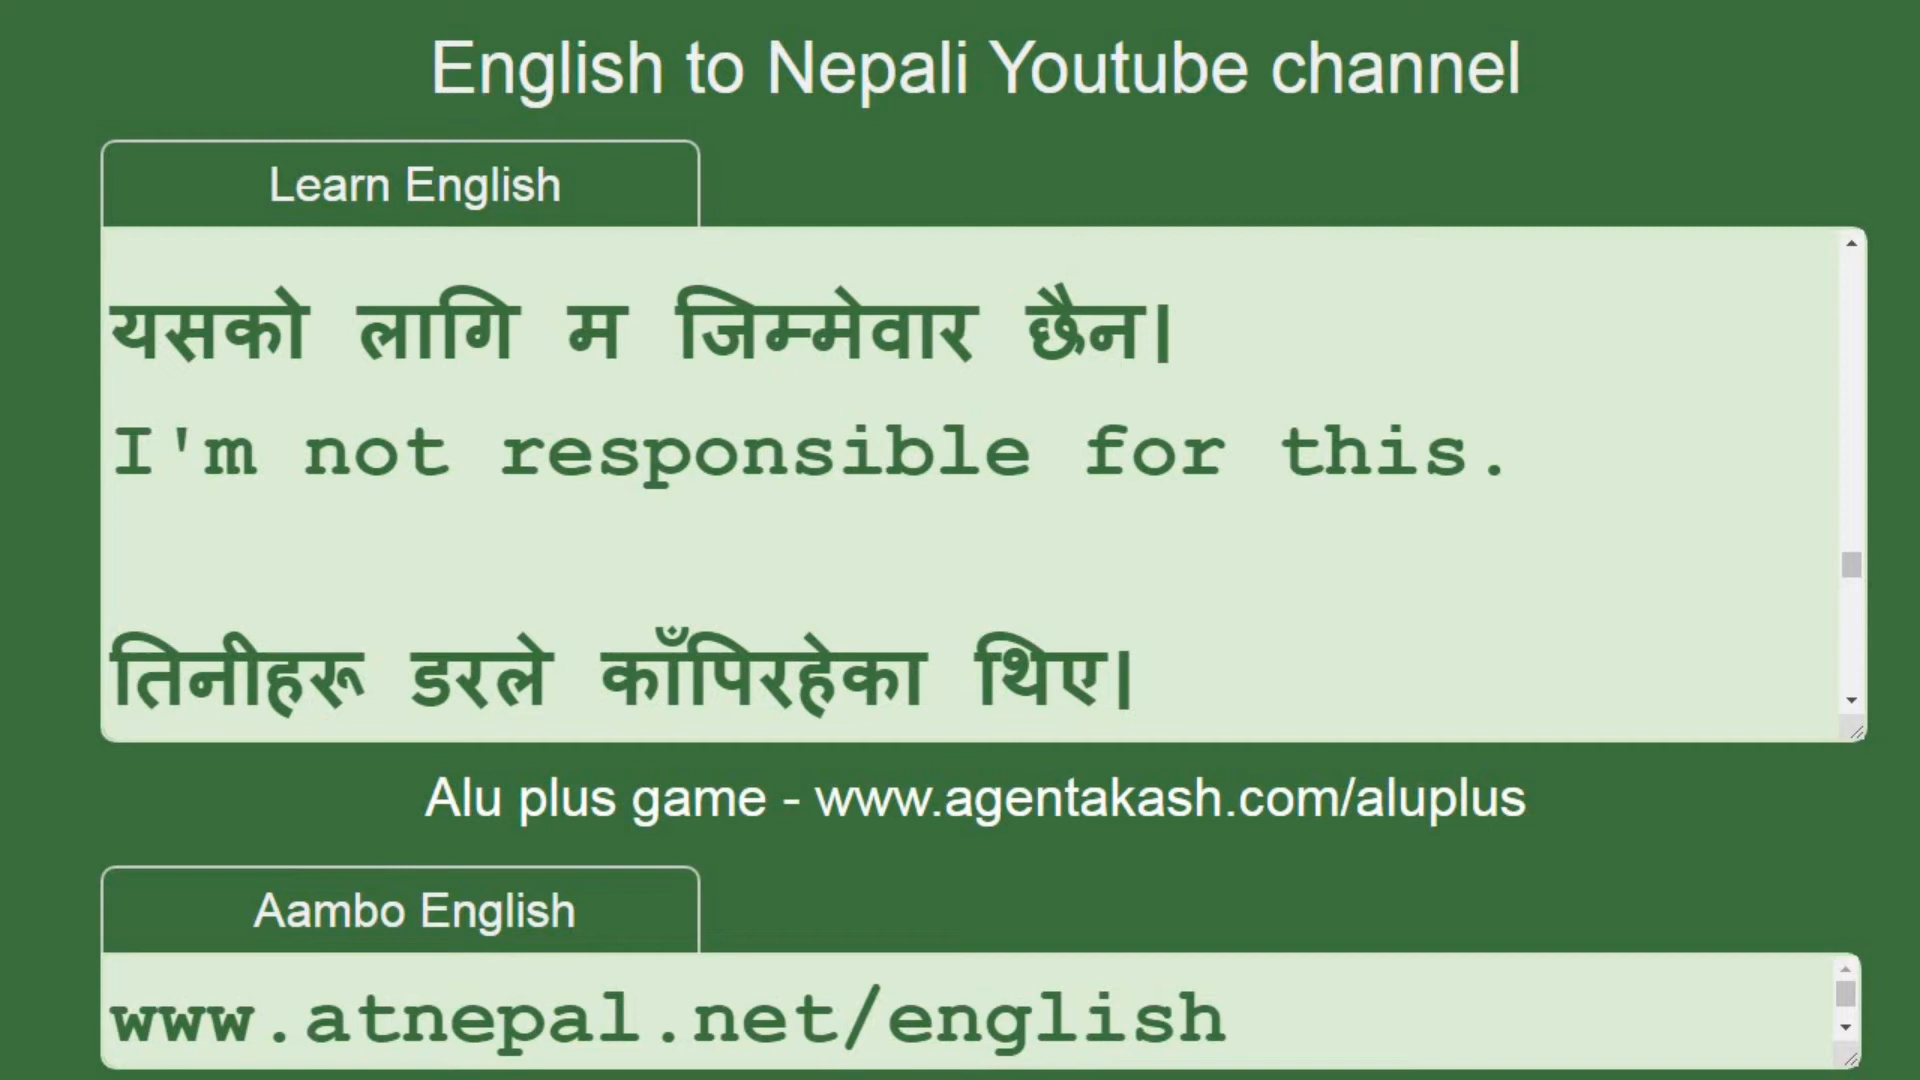 English to Nepali Youtube channel
Learn English
यसको लागि म जिम्मेवार छैन।
I'm not responsible for this.
तिनीहरू डरले काँपिरहेका थिए।
Alu plus game - www.agentakash.com/aluplus
Aambo English
www.atnepal.net/english